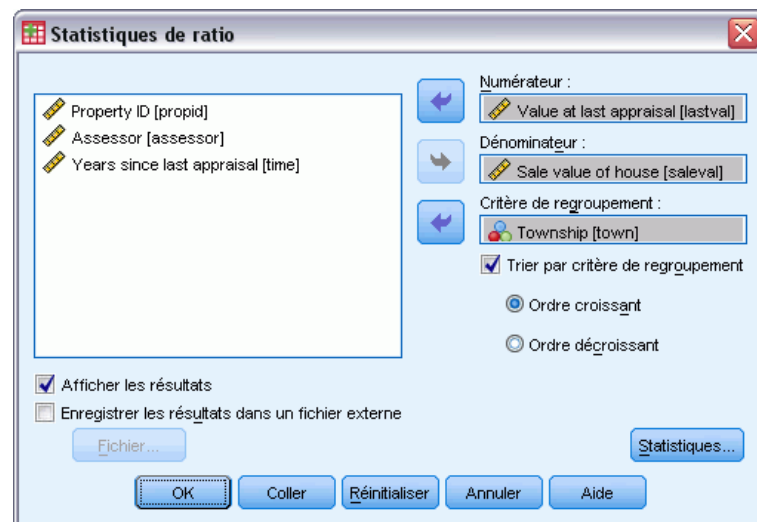 Statistiques de ratio
Property ID [propid]
Assessor [assessor]
Years since last appraisal [time]
Numérateur :
Value at last appraisal [lastval]
Dénominateur :
Sale value of house [saleval]
Critère de regroupement :
Township [town]
Trier par critère de regroupement
Ordre croissant
Ordre décroissant
Afficher les résultats
Enregistrer les résultats dans un fichier externe
Fichier...
Statistiques...
OK
Coller
Réinitialiser
Annuler
Aide